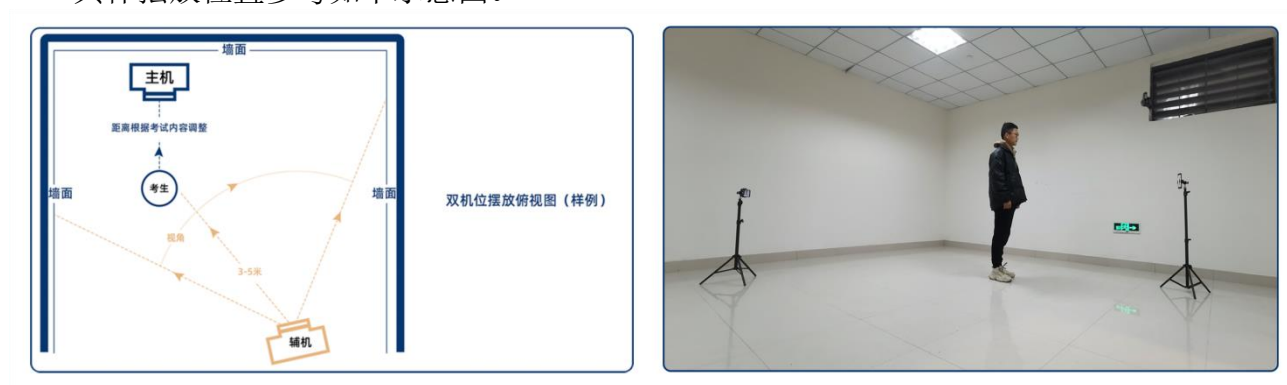 墙面
主机
距离根据考试内容调整
考生
墙面
墙面
视角
3-5米
辅机
双机位摆放俯视图（样例）